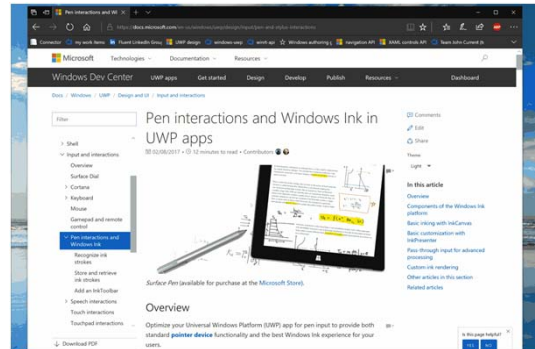 Pen interactions and Windows In
https://docs.microsoft.com/en-us/windows/uwp/design/input/pen-and-stylus-interactions
Connector
my work items
Fluent LinkedIn Group
UWP design
windows-uwp
winrt api
Windows authoring g
navigation API
XAML controls API
Team John Current It
Microsoft
Technologies
Documentation
Resources
Windows Dev Center
UWP apps
Get started
Design
Develop
Publish
Resources
Dashboard
Docs / Windows / UWP / Design and UI / Input and interactions
Filter
Shell
Input and interactions
Overview
Surface Dial
Cortana
Keyboard
Mouse
Gamepad and remote
control
Pen interactions and
Windows Ink
Recognize ink
strokes
Store and retrieve
ink strokes
Add an InkToolbar
Speech interactions
Touch interactions
Touchpad interactions
Download PDF
Pen interactions and Windows Ink in
UWP apps
02/08/2017 • 12 minutes to read • Contributors
Surface Pen (available for purchase at the Microsoft Store).
Overview
Optimize your Universal Windows Platform (UWP) app for pen input to provide both
standard pointer device functionality and the best Windows Ink experience for your
users.
Comments
Edit
Share
Theme
Light
In this article
Overview
Components of the Windows Ink
platform
Basic inking with InkCanvas
Basic customization with
InkPresenter
Pass-through input for advanced
processing
Custom ink rendering
Other articles in this section
Related articles
Is this page helpful?
YES
NO